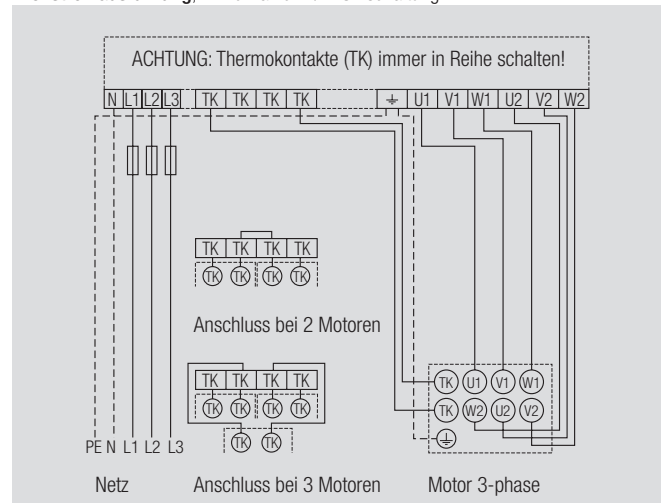 ACHTUNG: Thermokontakte (TK) immer in Reihe schalten!
N L1 L2 L3 TK TK TK TK U1 V1 W1 U2 V2 W2
TK TK TK TK
TK TK TK TK
Anschluss bei 2 Motoren
TK TK TK TK
TK TK TK TK
TK TK
TK U1 V1 W1
TK W2 U2 V2
PE N L1 L2 L3
Netz Anschluss bei 3 Motoren Motor 3-phase